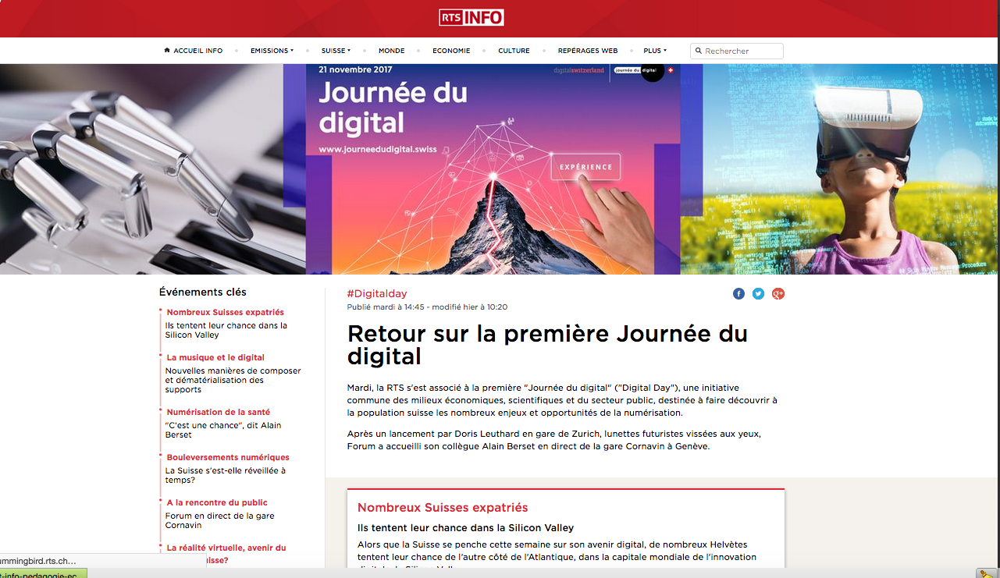 RTS INFO
ACCUEIL INFO
EMISSIONS
SUISSE
MONDE
ECONOMIE
CULTURE
REPÉRAGES WEB
PLUS
Rechercher
21 novembre 2017
digitalswitzerland
journée du digital
Journée du
digital
www.journeedudigital.swiss
EXPÉRIENCE
Événements clés
Nombreux Suisses expatriés
Ils tentent leur chance dans la
Silicon Valley
La musique et le digital
Nouvelles manières de composer
et dématérialisation des
supports
Numérisation de la santé
"C'est une chance", dit Alain
Berset
Bouleversements numériques
La Suisse s'est-elle réveillée à
temps?
A la rencontre du public
Forum en direct de la gare
Cornavin
La réalité virtuelle, avenir du
isse?
ummingbird.rts.ch...
t-info-pedagogie-ec...
#Digitalday
Publié mardi à 14:45 - modifié hier à 10:20
Retour sur la première Journée du
digital
Mardi, la RTS s'est associé à la première "Journée du digital" ("Digital Day"), une initiative
commune des milieux économiques, scientifiques et du secteur public, destinée à faire découvrir à
la population suisse les nombreux enjeux et opportunités de la numérisation.
Après un lancement par Doris Leuthard en gare de Zurich, lunettes futuristes vissées aux yeux,
Forum a accueilli son collègue Alain Berset en direct de la gare Cornavin à Genève.
Nombreux Suisses expatriés
Ils tentent leur chance dans la Silicon Valley
Alors que la Suisse se penche cette semaine sur son avenir digital, de nombreux Helvètes
tentent leur chance de l'autre côté de l'Atlantique, dans la capitale mondiale de l'innovation